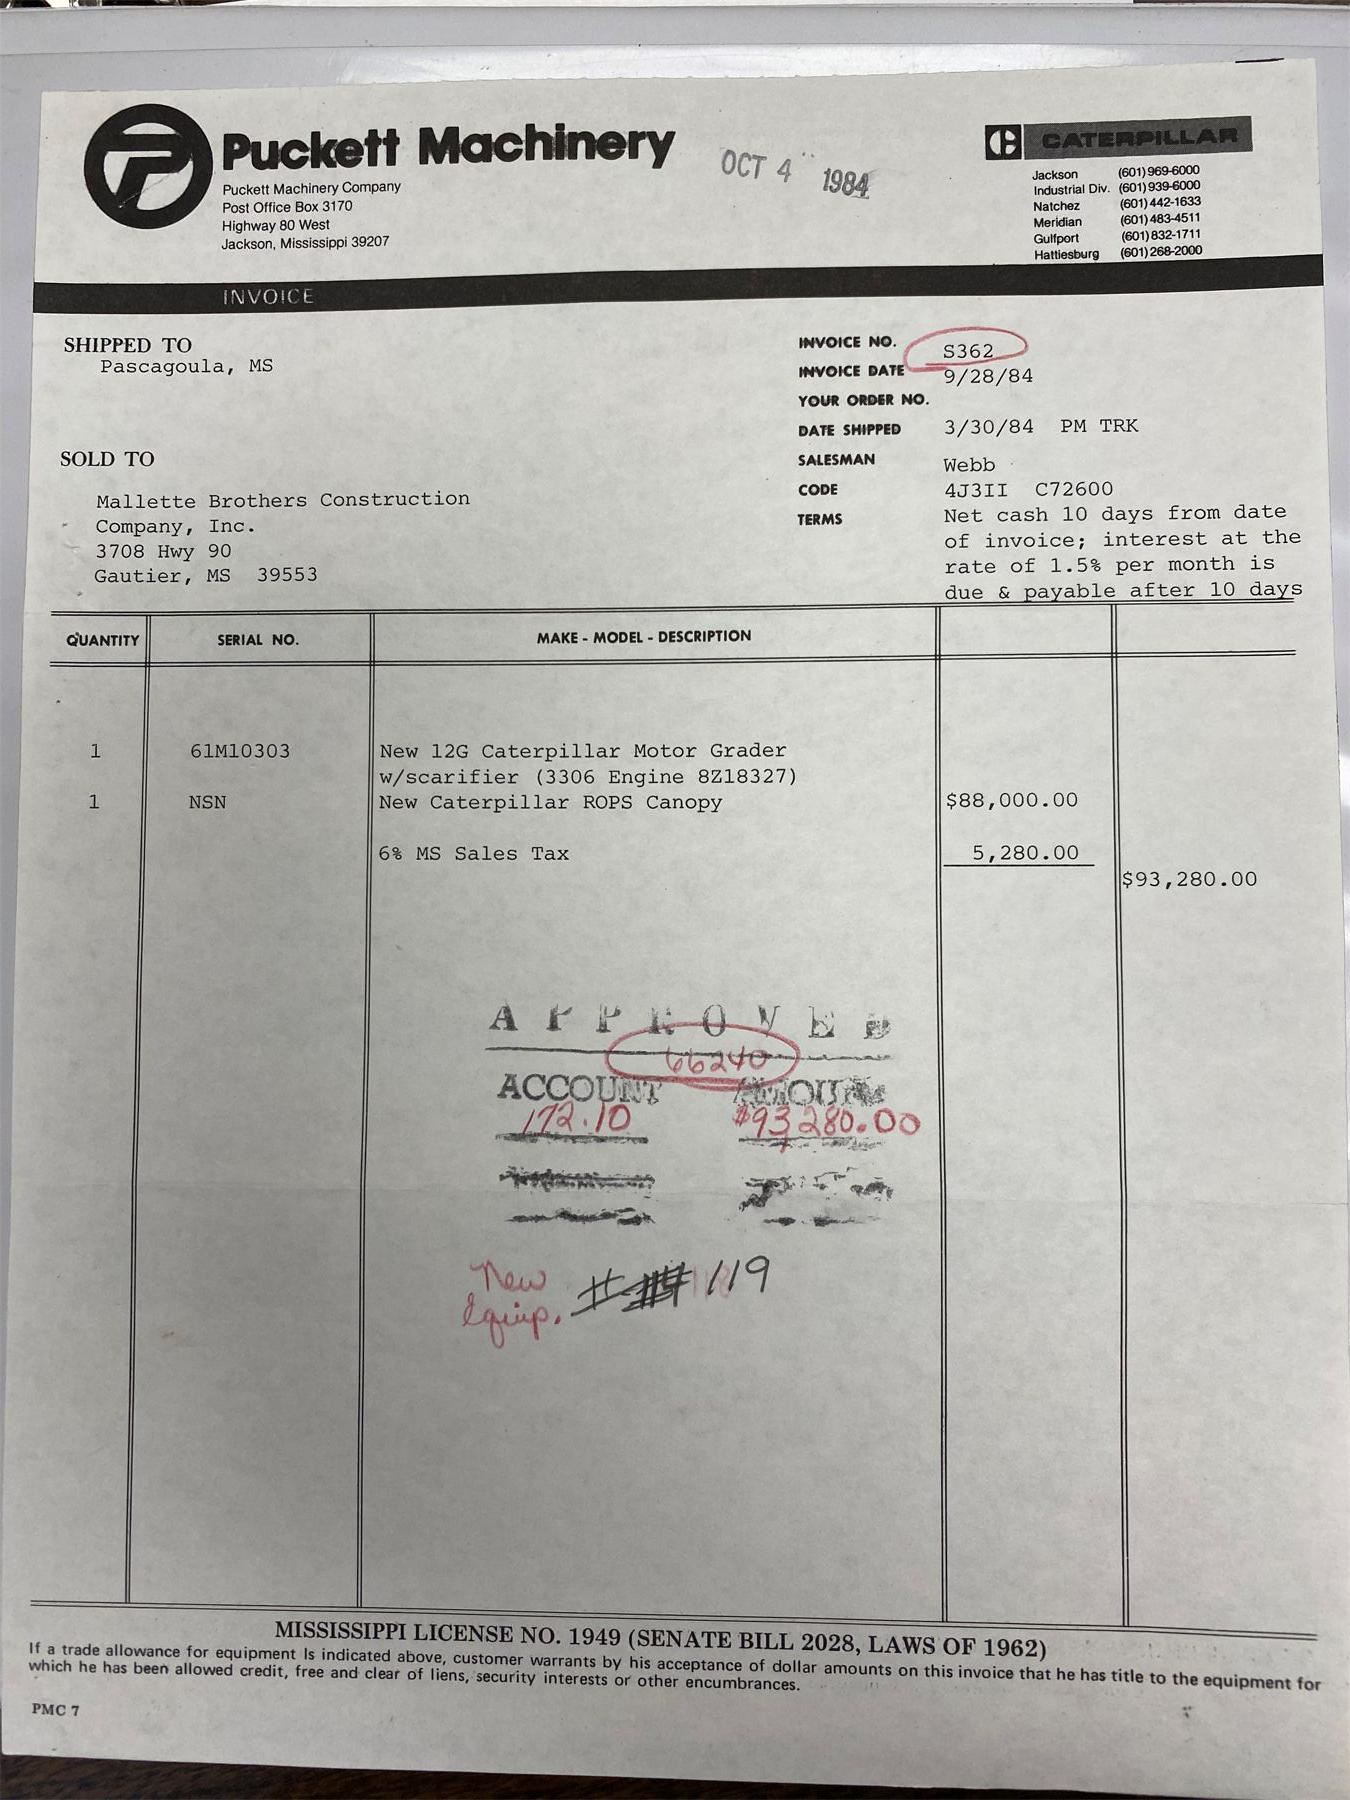 Puckett Machinery
Puckett Machinery Company
Post Office Box 3170
Highway 80 West
Jackson, Mississippi 39207
OCT 4 1984
CATERPILLAR
Jackson (601) 969-6000
Industrial Div. (601) 939-6000
Natchez (601) 442-1633
Meridian (601) 483-4511
Gulfport (601) 832-1711
Hattiesburg (601) 268-2000
INVOICE
SHIPPED TO
Pascagoula, MS
INVOICE NO. S362
INVOICE DATE 9/28/84
YOUR ORDER NO.
DATE SHIPPED 3/30/84 PM TRK
SALESMAN Webb
CODE 4J3II C72600
TERMS Net cash 10 days from date
of invoice; interest at the
rate of 1.5% per month is
due & payable after 10 days
SOLD TO
Mallette Brothers Construction
Company, Inc.
3708 Hwy 90
Gautier, MS 39553
QUANTITY SERIAL NO. MAKE - MODEL - DESCRIPTION
1 61M10303 New 12G Caterpillar Motor Grader
w/scarifier (3306 Engine 8Z18327)
1 NSN New Caterpillar ROPS Canopy $88,000.00
6% MS Sales Tax 5,280.00
$93,280.00
APPROVED
66240
ACCOUNT AMOUNT
172.10 $93,280.00
New # 119
Equip.
MISSISSIPPI LICENSE NO. 1949 (SENATE BILL 2028, LAWS OF 1962)
If a trade allowance for equipment is indicated above, customer warrants by his acceptance of dollar amounts on this invoice that he has title to the equipment for
which he has been allowed credit, free and clear of liens, security interests or other encumbrances.
PMC 7